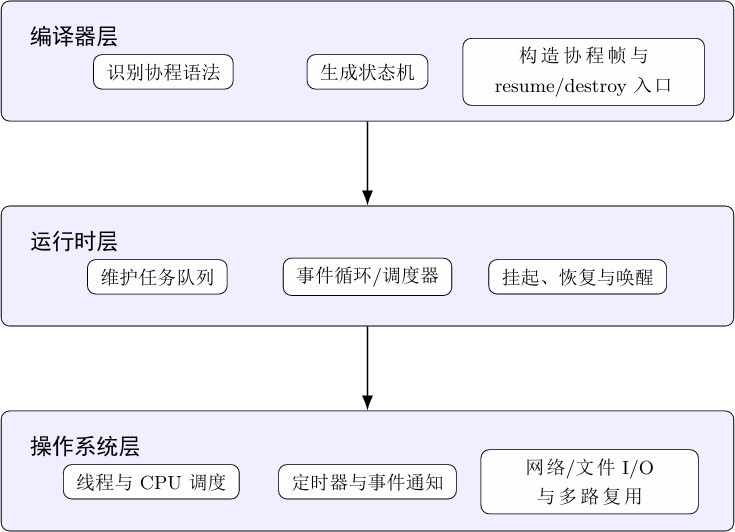 编译器层
识别协程语法
生成状态机
构造协程帧与
resume/destroy 入口
运行时层
维护任务队列
事件循环/调度器
挂起、恢复与唤醒
操作系统层
线程与 CPU 调度
定时器与事件通知
网络/文件 I/O
与多路复用